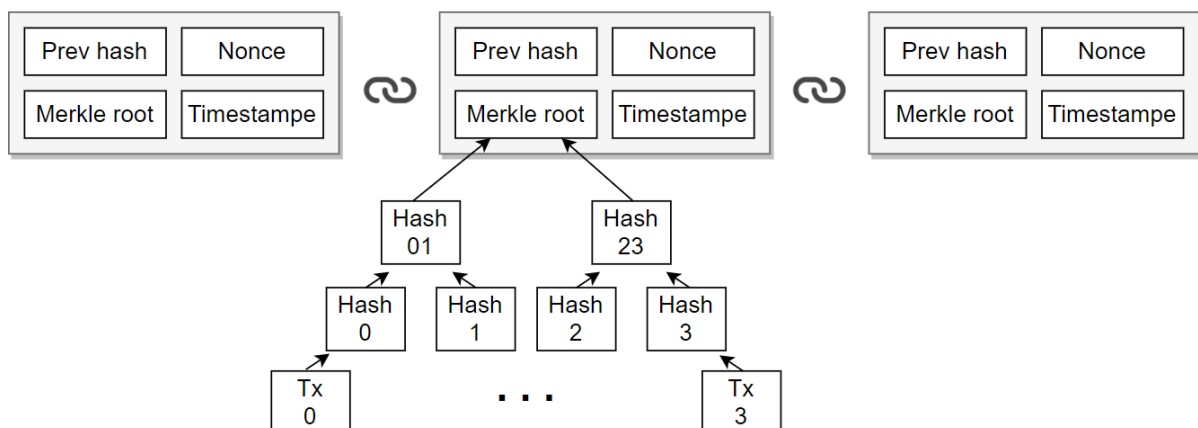 Prev hash Nonce Prev hash Nonce Prev hash Nonce
Merkle root Timestampe Merkle root Timestampe Merkle root Timestampe
Hash Hash
01 23
Hash Hash Hash Hash
0 1 2 3
Tx ... Tx
0 3